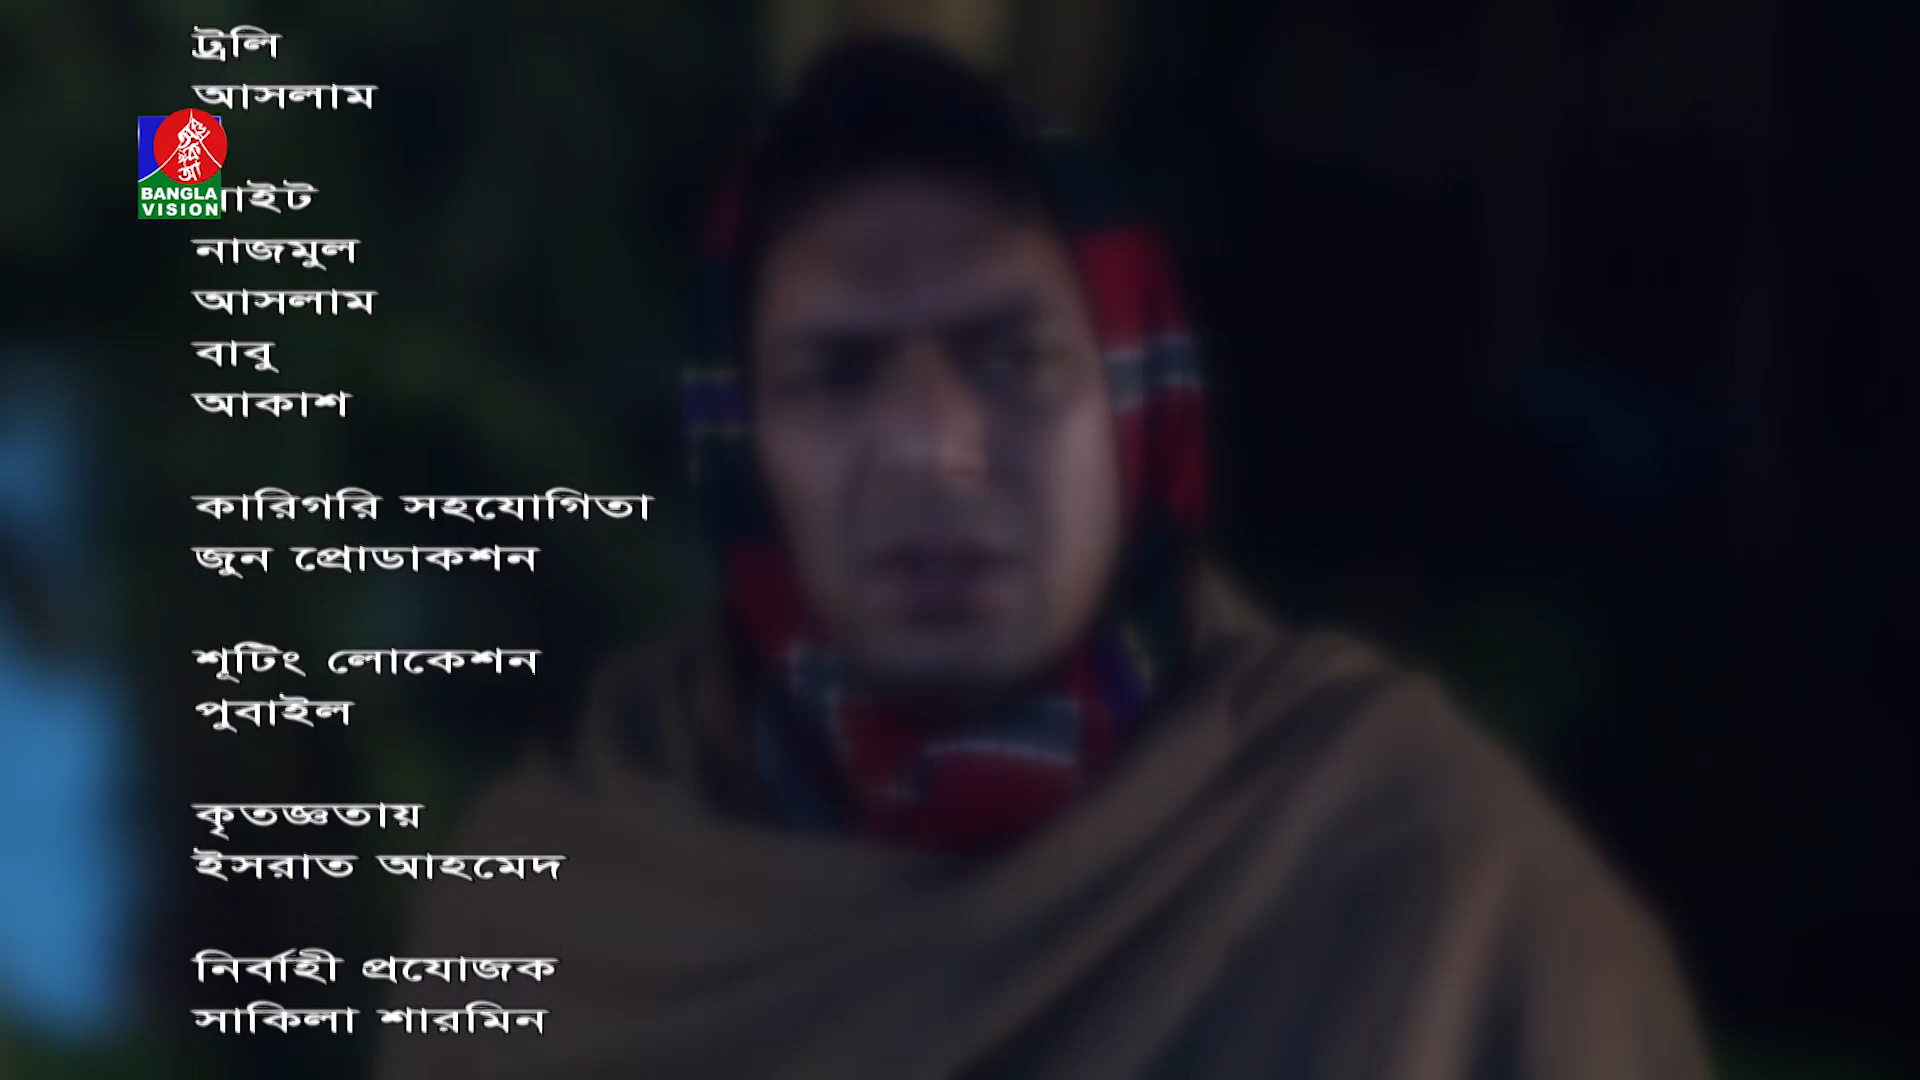 ট্রলি
আসলাম
BANGLA
VISION
নাজমুল
আসলাম
বাবু
আকাশ
কারিগরি সহযোগিতা
জুন প্রোডাকশন
শূটিং লোকেশন
পুবাইল
কৃতজ্ঞতায়
ইসরাত আহমেদ
নির্বাহী প্রযোজক
সাকিলা শারমিন